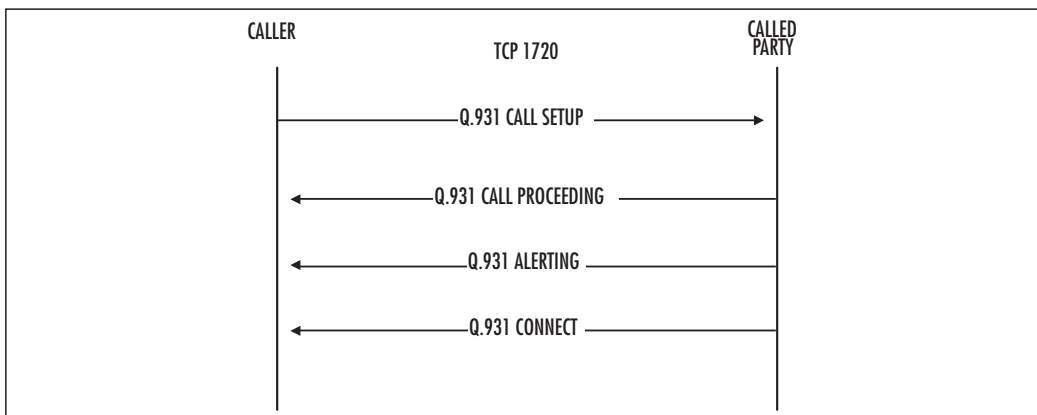 CALLER
TCP 1720
CALLED
PARTY
Q.931 CALL SETUP
Q.931 CALL PROCEEDING
Q.931 ALERTING
Q.931 CONNECT